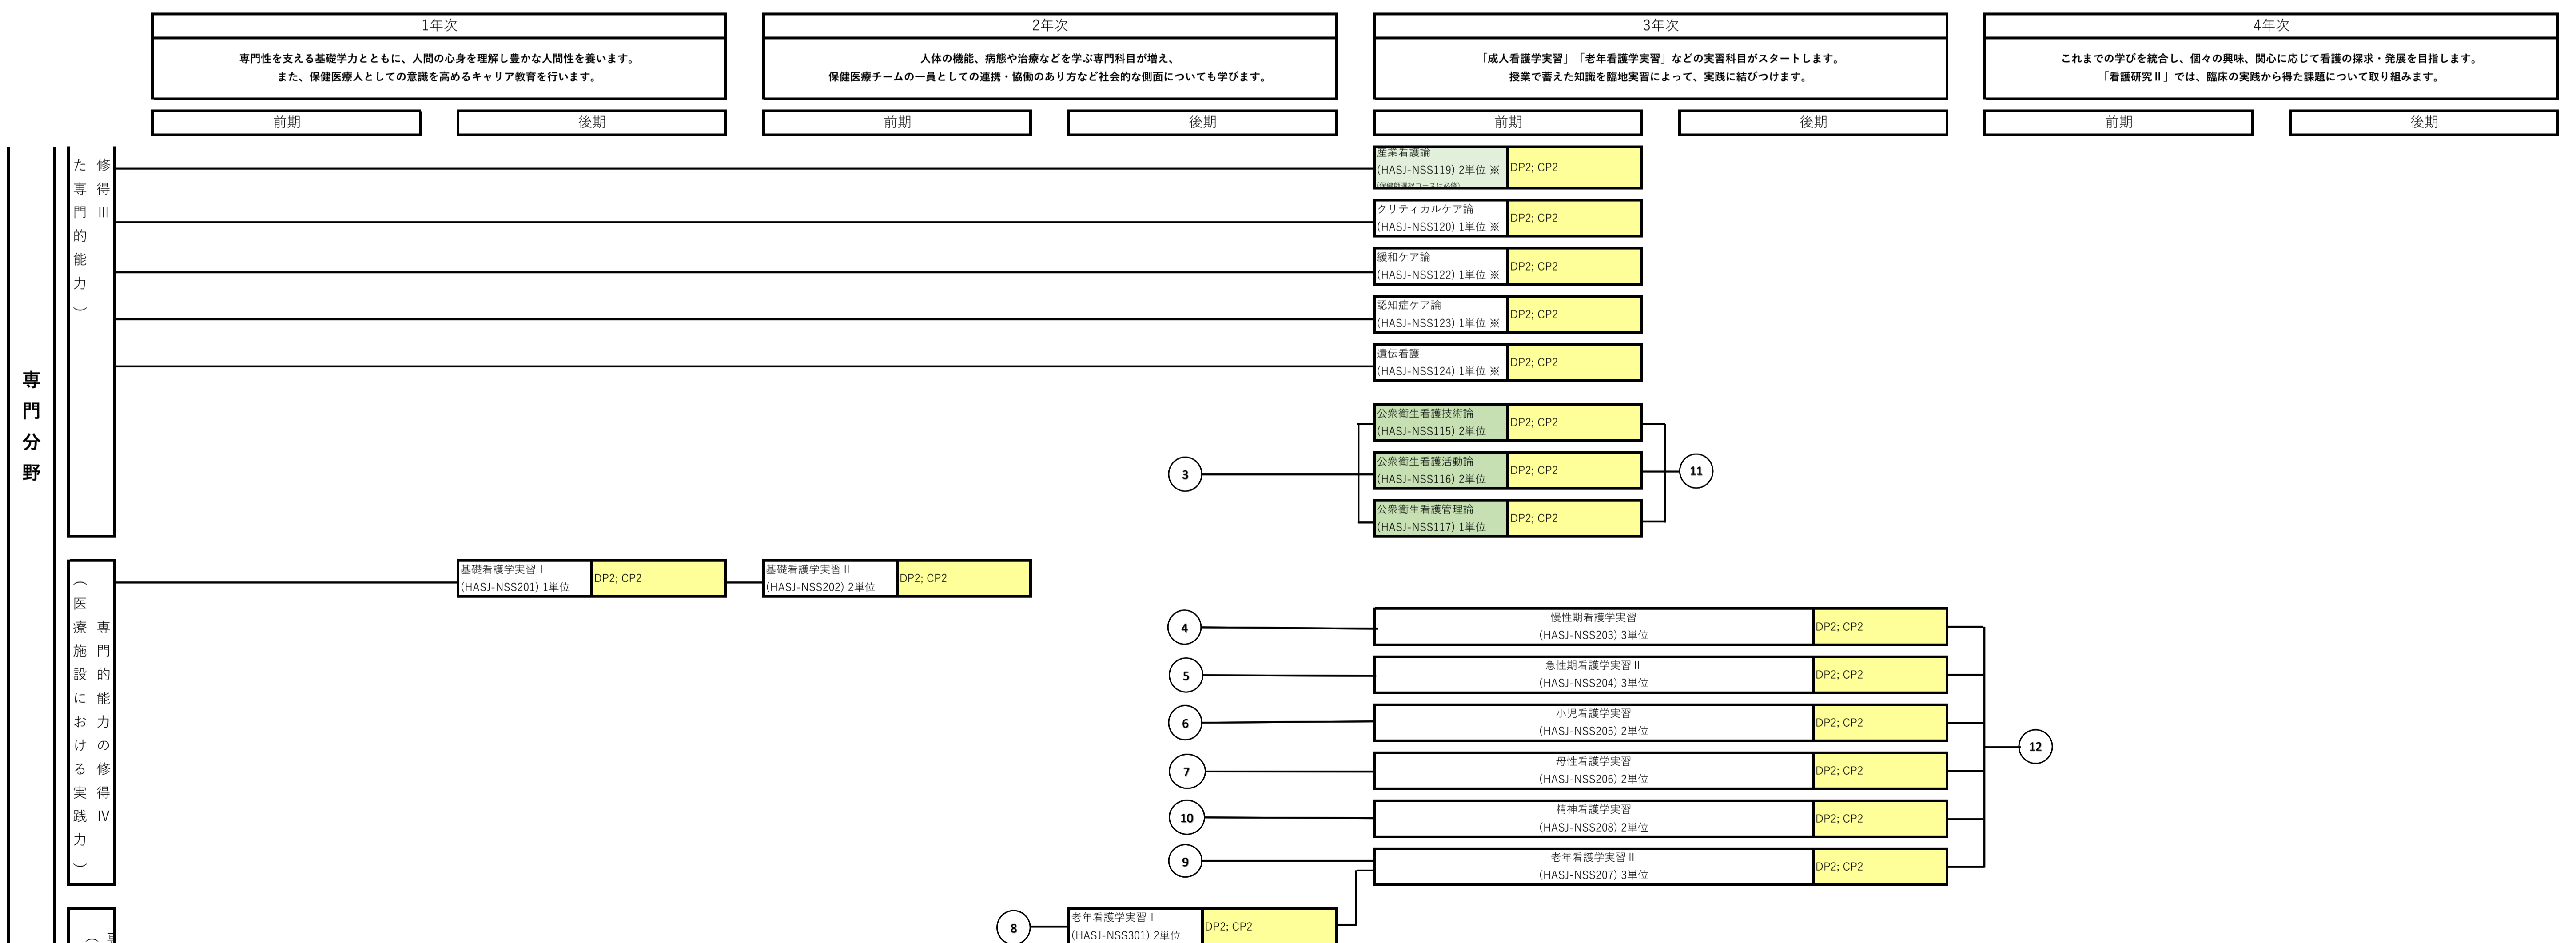 1年次
専門性を支える基礎学力とともに、人間の心身を理解し豊かな人間性を養います。
また、保健医療人としての意識を高めるキャリア教育を行います。
2年次
人体の機能、病態や治療などを学ぶ専門科目が増え、
保健医療チームの一員としての連携・協働のあり方など社会的な側面についても学びます。
3年次
「成人看護学実習」「老年看護学実習」などの実習科目がスタートします。
授業で蓄えた知識を臨地実習によって、実践に結びつけます。
4年次
これまでの学びを統合し、個々の興味、関心に応じて看護の探求・発展を目指します。
「看護研究Ⅱ」では、臨床の実践から得た課題について取り組みます。
前期
後期
前期
後期
前期
後期
前期
後期
専門分野
修得Ⅲ
た専門的能力）
産業看護論
(HASJ-NSS119) 2単位 ※
(保健師選択コースは必修)
DP2; CP2
クリティカルケア論
(HASJ-NSS120) 1単位 ※
DP2; CP2
緩和ケア論
(HASJ-NSS122) 1単位 ※
DP2; CP2
認知症ケア論
(HASJ-NSS123) 1単位 ※
DP2; CP2
遺伝看護
(HASJ-NSS124) 1単位 ※
DP2; CP2
3
公衆衛生看護技術論
(HASJ-NSS115) 2単位
DP2; CP2
公衆衛生看護活動論
(HASJ-NSS116) 2単位
DP2; CP2
公衆衛生看護管理論
(HASJ-NSS117) 1単位
DP2; CP2
11
専門的能力の修得Ⅳ
（医療施設における実践力）
基礎看護学実習Ⅰ
(HASJ-NSS201) 1単位
DP2; CP2
基礎看護学実習Ⅱ
(HASJ-NSS202) 2単位
DP2; CP2
4
慢性期看護学実習
(HASJ-NSS203) 3単位
DP2; CP2
5
急性期看護学実習Ⅱ
(HASJ-NSS204) 3単位
DP2; CP2
6
小児看護学実習
(HASJ-NSS205) 2単位
DP2; CP2
7
母性看護学実習
(HASJ-NSS206) 2単位
DP2; CP2
10
精神看護学実習
(HASJ-NSS208) 2単位
DP2; CP2
9
老年看護学実習Ⅱ
(HASJ-NSS207) 3単位
DP2; CP2
12
8
老年看護学実習Ⅰ
(HASJ-NSS301) 2単位
DP2; CP2
専
（